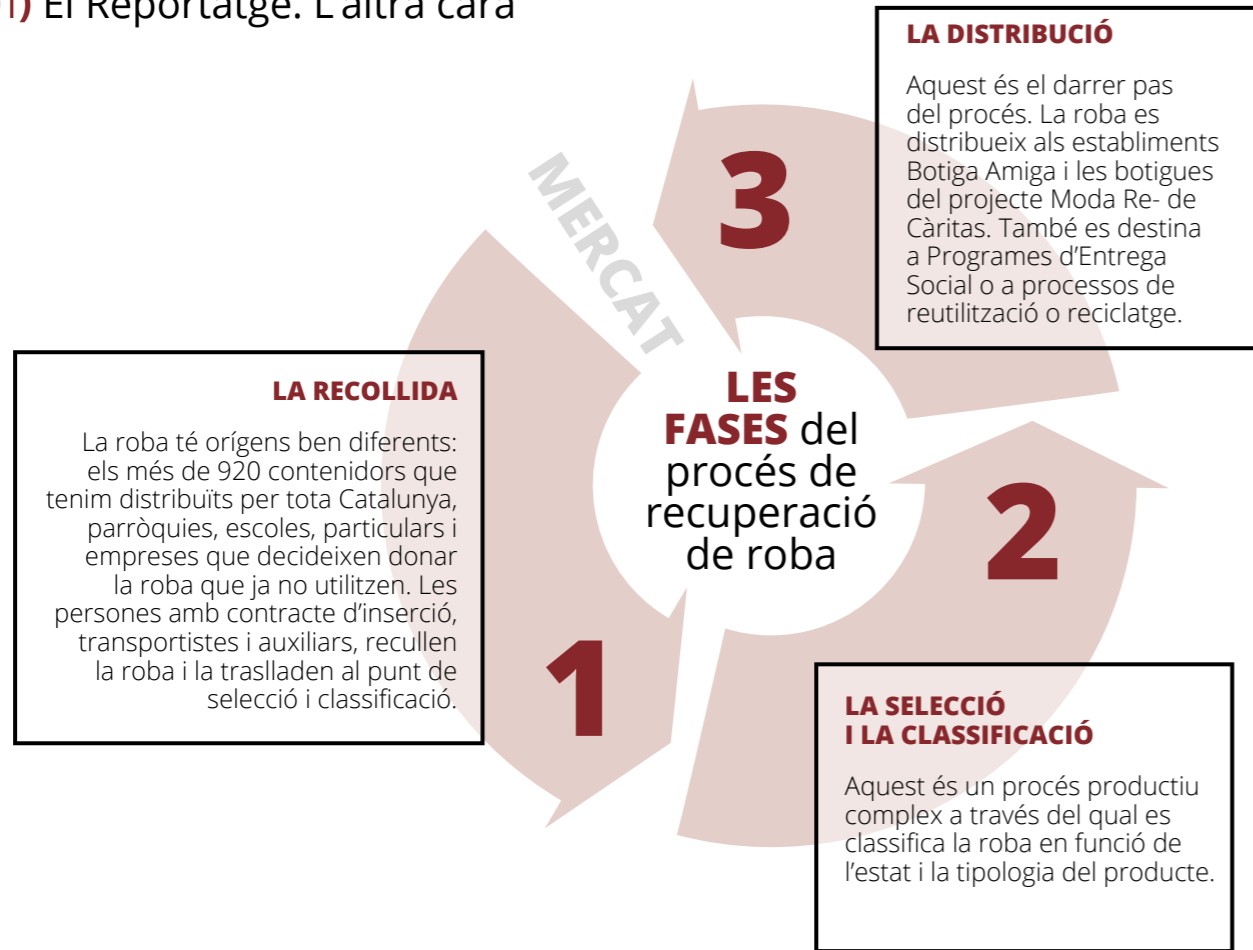 1) El Reportatge. L'altra cara
LA DISTRIBUCIÓ
Aquest és el darrer pas
del procés. La roba es
distribueix als establiments
Botiga Amiga i les botigues
del projecte Moda Re- de
Càritas. També es destina
a Programes d'Entrega
Social o a processos de
reutilització o reciclatge.
3
MERCAT
LA RECOLLIDA
La roba té orígens ben diferents:
els més de 920 contenidors que
tenim distribuïts per tota Catalunya,
parròquies, escoles, particulars i
empreses que decideixen donar
la roba que ja no utilitzen. Les
persones amb contracte d'inserció,
transportistes i auxiliars, recullen
la roba i la traslladen al punt de
selecció i classificació.
LES
FASES del
procés de
recuperació
de roba
2
1
LA SELECCIÓ
I LA CLASSIFICACIÓ
Aquest és un procés productiu
complex a través del qual es
classifica la roba en funció de
l'estat i la tipologia del producte.